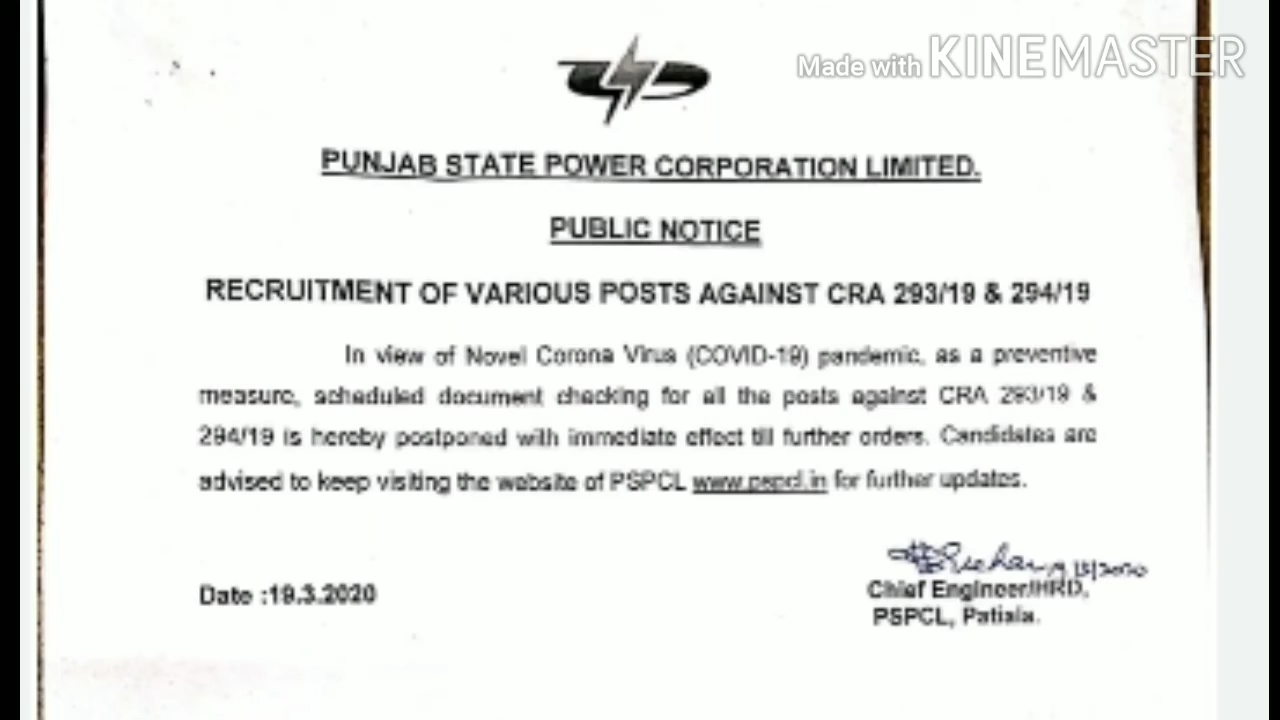 Made with KINEMASTER
PUNJAB STATE POWER CORPORATION LIMITED.
PUBLIC NOTICE
RECRUITMENT OF VARIOUS POSTS AGAINST CRA 293/19 & 294/19
In view of Novel Corona Virus (COVID-19) pandemic, as a preventive
measure, scheduled document checking for all the posts against CRA 293/19 &
294/19 is hereby postponed with immediate effect till further orders. Candidates are
advised to keep visiting the website of PSPCL www.pspcl.in for further updates.
Date :19.3.2020
Chief Engineer/HRD,
PSPCL, Patiala.